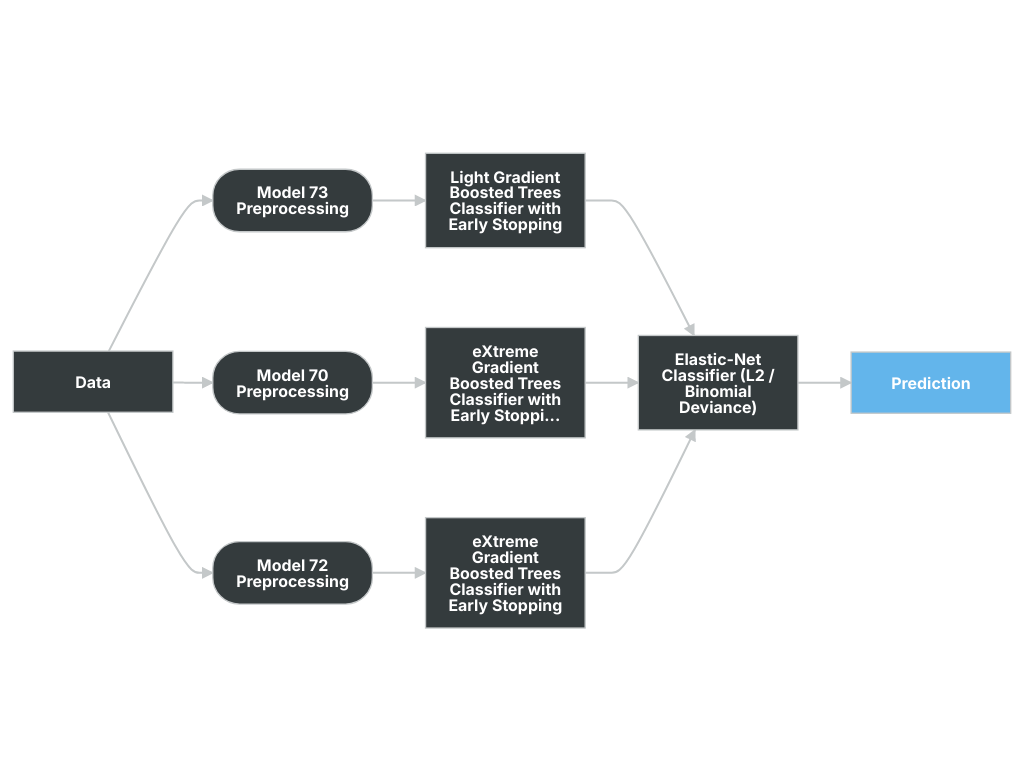 Data
Model 73
Preprocessing
Light Gradient
Boosted Trees
Classifier with
Early Stopping
Model 70
Preprocessing
eXtreme
Gradient
Boosted Trees
Classifier with
Early Stoppi...
Model 72
Preprocessing
eXtreme
Gradient
Boosted Trees
Classifier with
Early Stopping
Elastic-Net
Classifier (L2 /
Binomial
Deviance)
Prediction